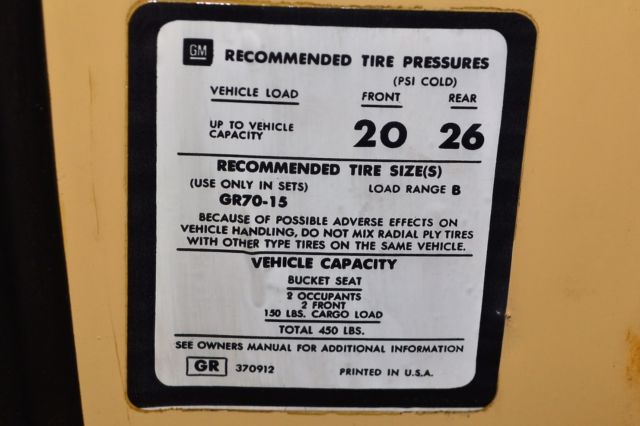 GM RECOMMENDED TIRE PRESSURES
(PSI COLD)
VEHICLE LOAD FRONT REAR
UP TO VEHICLE CAPACITY 20 26
RECOMMENDED TIRE SIZE(S)
(USE ONLY IN SETS) LOAD RANGE B
GR70-15
BECAUSE OF POSSIBLE ADVERSE EFFECTS ON
VEHICLE HANDLING, DO NOT MIX RADIAL PLY TIRES
WITH OTHER TYPE TIRES ON THE SAME VEHICLE.
VEHICLE CAPACITY
BUCKET SEAT
2 OCCUPANTS
2 FRONT
150 LBS. CARGO LOAD
TOTAL 450 LBS.
SEE OWNERS MANUAL FOR ADDITIONAL INFORMATION
GR 370912 PRINTED IN U.S.A.